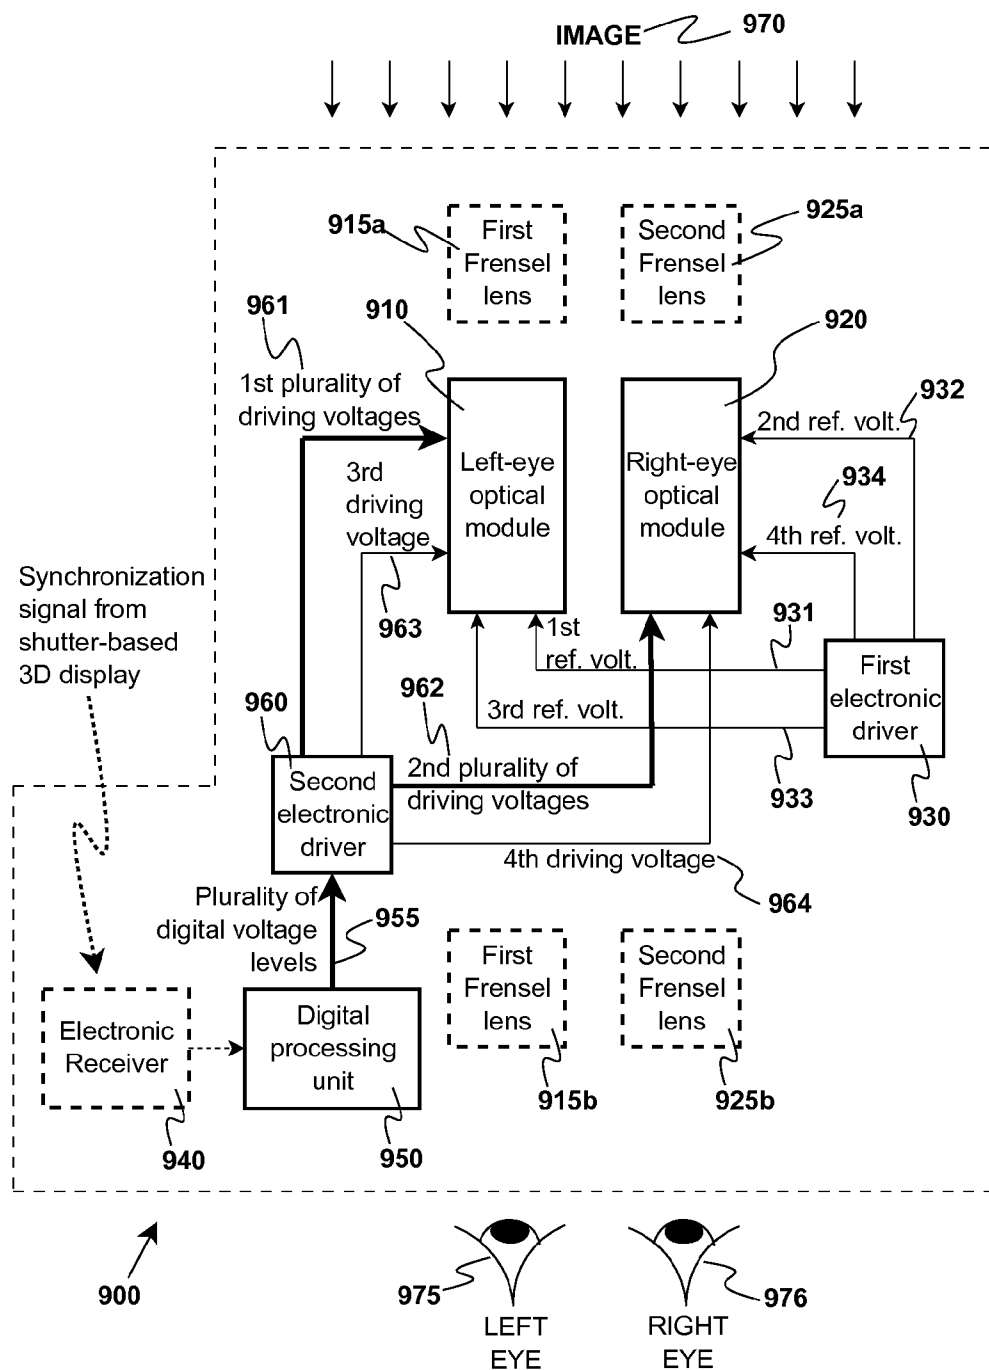 IMAGE 970
915a
First
Frensel
lens
Second
Frensel
lens
925a
961
910
920
1st plurality of
driving voltages
932
2nd ref. volt.
3rd
driving
voltage
Left-eye
optical
module
Right-eye
optical
module
934
4th ref. volt.
Synchronization
signal from
shutter-based
3D display
963
1st
ref. volt.
931
962
960
3rd ref. volt.
First
electronic
driver
Second
electronic
driver
2nd plurality of
driving voltages
933
930
4th driving voltage
964
Plurality of
digital voltage
levels
955
First
Frensel
lens
Second
Frensel
lens
Electronic
Receiver
Digital
processing
unit
915b
925b
940
950
900
975
976
LEFT
EYE
RIGHT
EYE